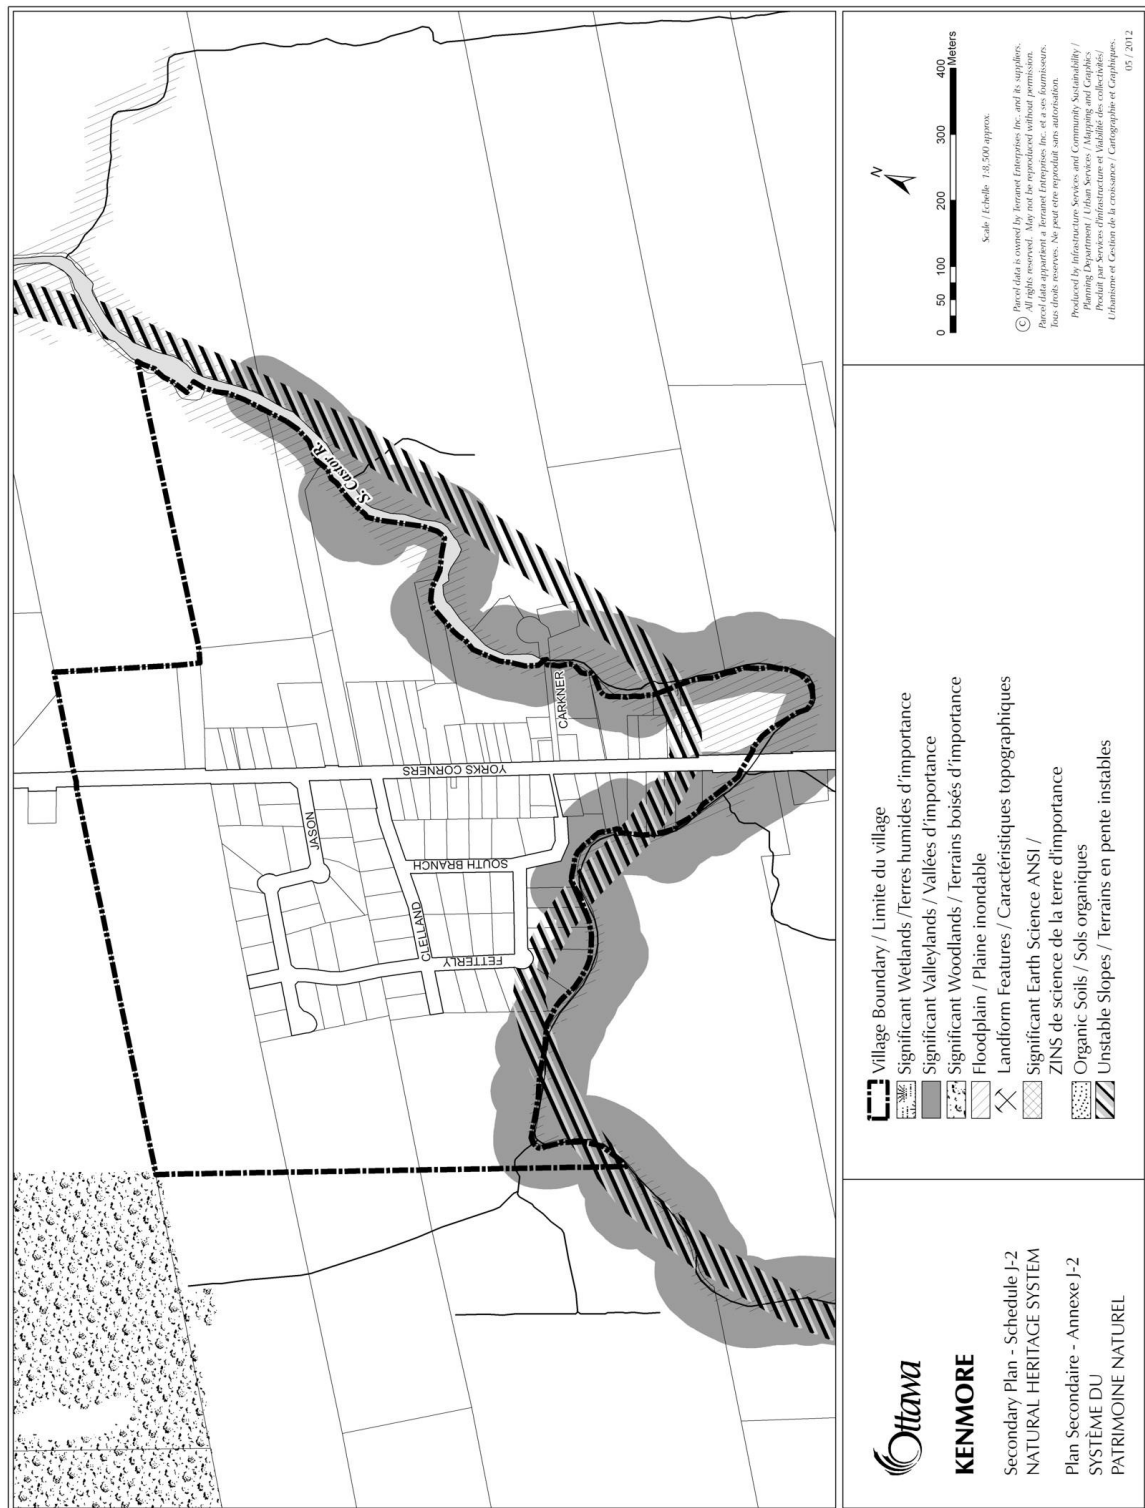 JASON
CLELLAND
FETTERLY
SOUTH BRANCH
YORKS CORNERS
CARKNER
S. Castor R.
Ottawa
KENMORE
Secondary Plan - Schedule J-2
NATURAL HERITAGE SYSTEM
Plan Secondaire - Annexe J-2
SYSTÈME DU
PATRIMOINE NATUREL
Village Boundary / Limite du village
Significant Wetlands /Terres humides d'importance
Significant Valleylands / Vallées d'importance
Significant Woodlands / Terrains boisés d'importance
Floodplain / Plaine inondable
Landform Features / Caractéristiques topographiques
Significant Earth Science ANSI /
ZINS de science de la terre d'importance
Organic Soils / Sols organiques
Unstable Slopes / Terrains en pente instables
N
0 50 100 200 300 400
Meters
Scale / Echelle 1:8,500 approx.
© Parcel data is owned by Terranet Enterprises Inc. and its suppliers.
All rights reserved. May not be reproduced without permission.
Parcel data appartient a Terranet Entreprises Inc. et a ses fournisseurs.
Tous droits reserves. Ne peut etre reproduit sans autorisation.
Produced by Infrastructure Services and Community Sustainability /
Planning Department / Urban Services / Mapping and Graphics
Produit par Services d'infrastructure et Viabilité des collectivités/
Urbanisme et Gestion de la croissance / Cartographie et Graphiques.
05 / 2012